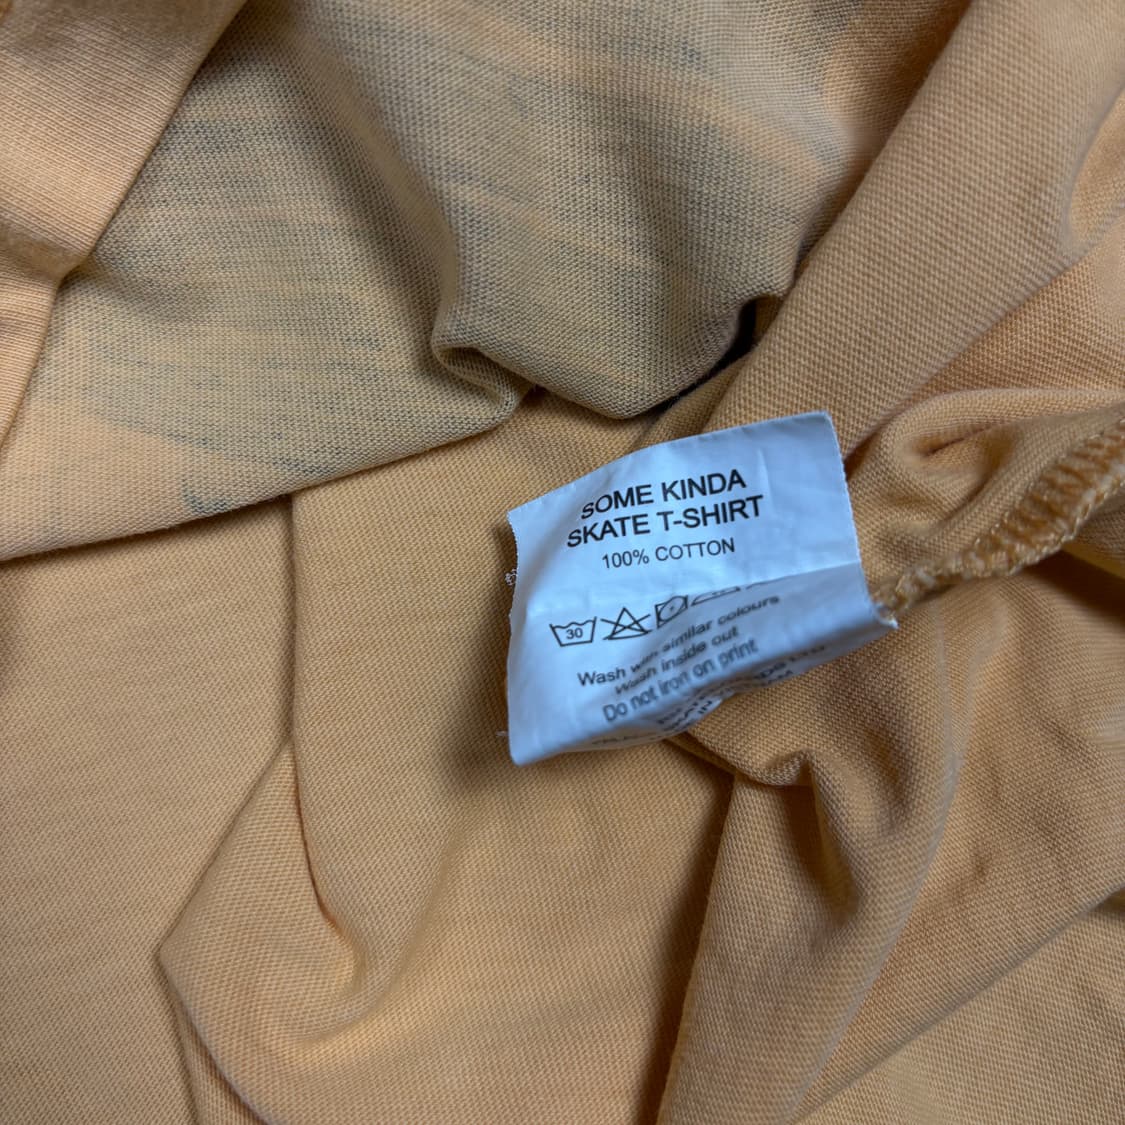 SOME KINDA
SKATE T-SHIRT
100% COTTON
30
Wash with similar colours
Wash inside out
Do not iron on print